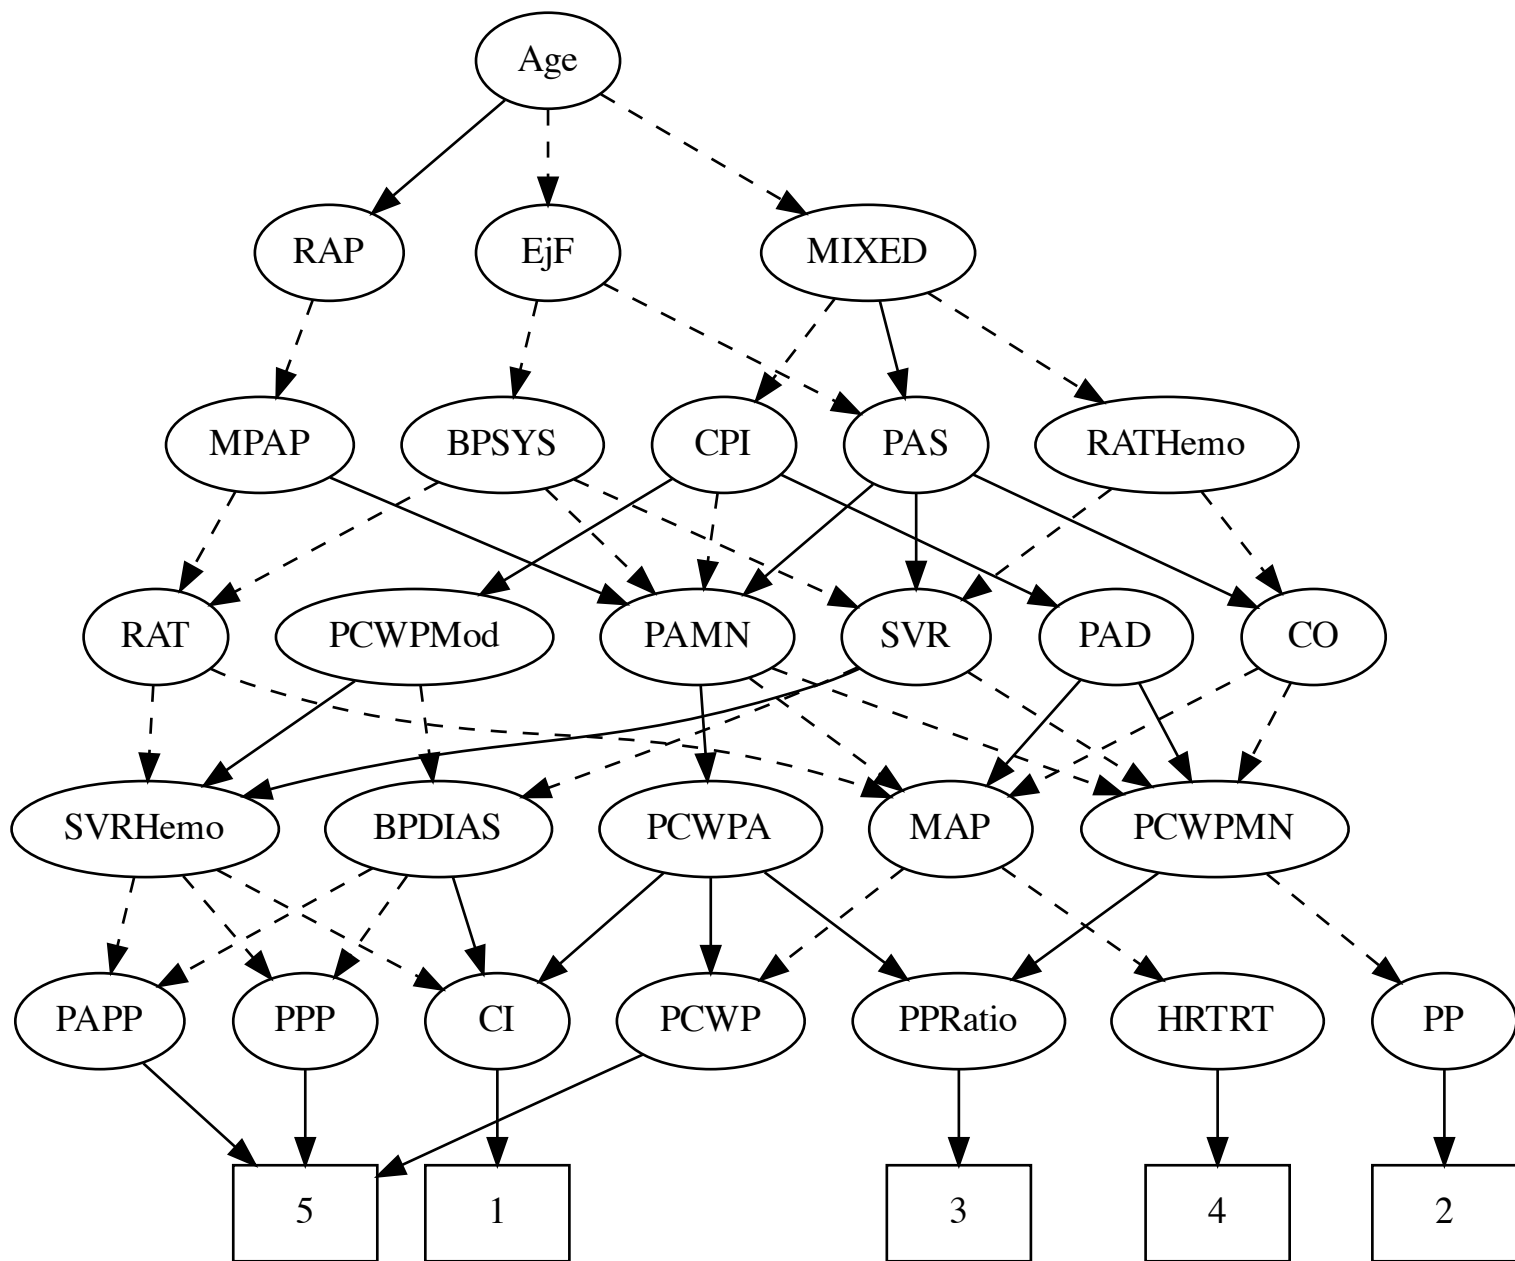 Age
RAP
EjF
MIXED
MPAP
BPSYS
CPI
PAS
RATHemo
RAT
PCWPMod
PAMN
SVR
PAD
CO
SVRHemo
BPDIAS
PCWPA
MAP
PCWPMN
PAPP
PPP
CI
PCWP
PPRatio
HRTRT
PP
5
1
3
4
2